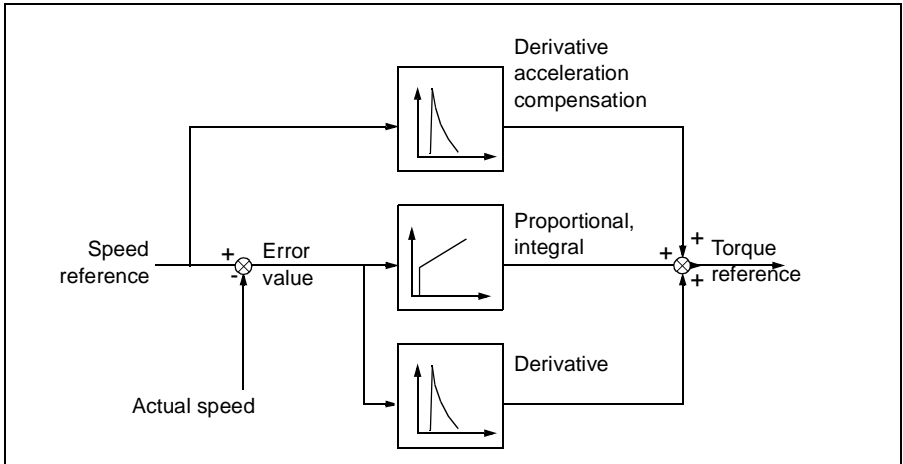 Derivative
acceleration
compensation
Proportional,
integral
Speed
reference
+
-
Error
value
+
+
+
Torque
reference
Derivative
Actual speed